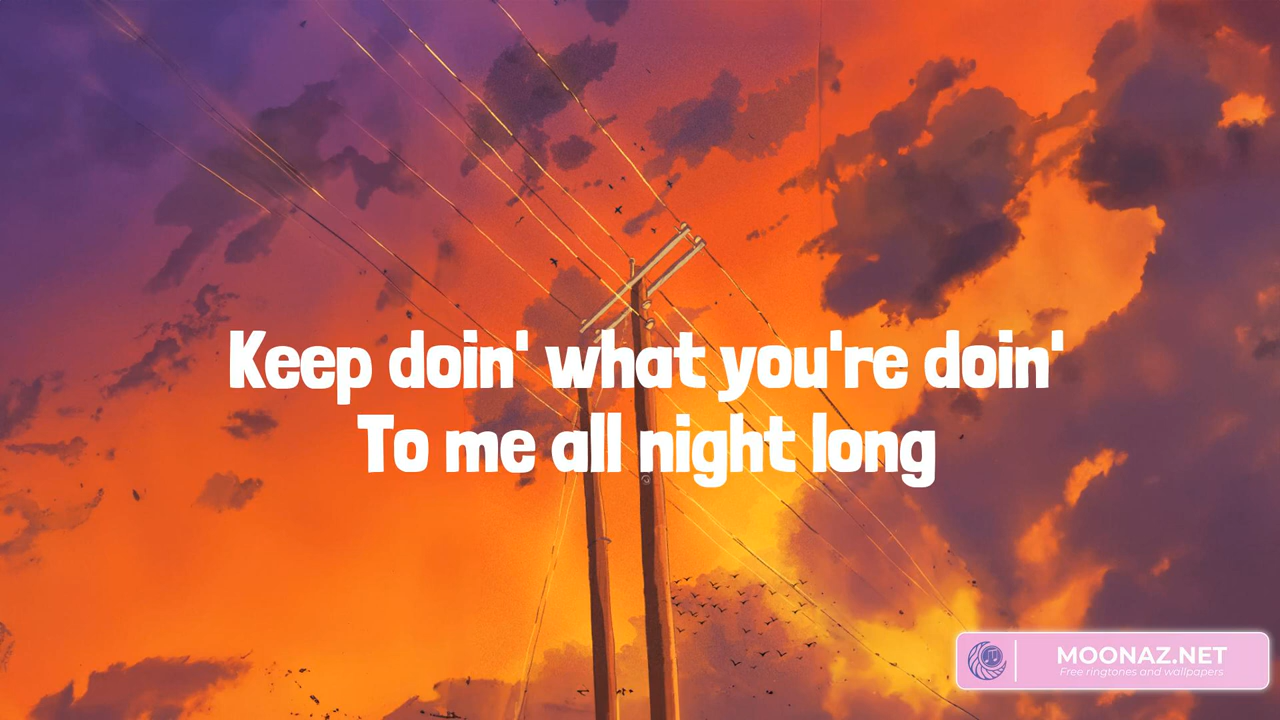 Keep doin' what you're doin'
To me all night long
MOONAZ.NET
Free ringtones and wallpapers